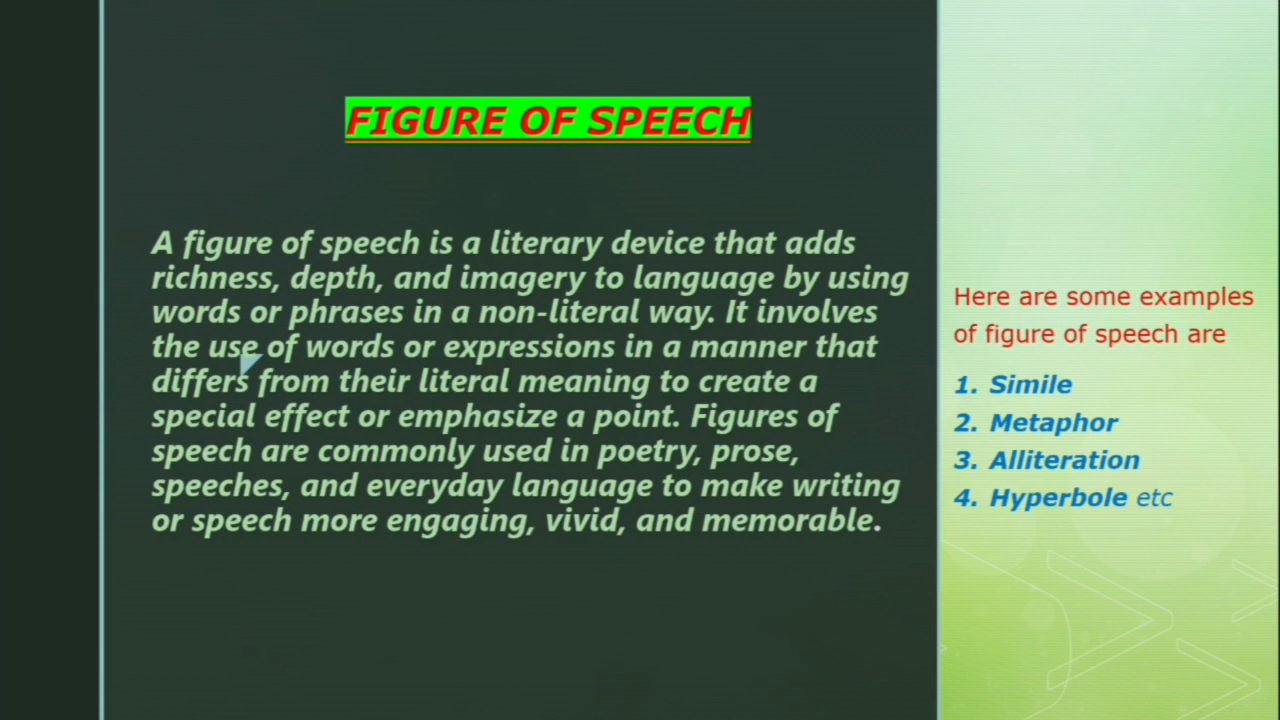 FIGURE OF SPEECH
A figure of speech is a literary device that adds
richness, depth, and imagery to language by using
words or phrases in a non-literal way. It involves
the use of words or expressions in a manner that
differs from their literal meaning to create a
special effect or emphasize a point. Figures of
speech are commonly used in poetry, prose,
speeches, and everyday language to make writing
or speech more engaging, vivid, and memorable.
Here are some examples
of figure of speech are
1. Simile
2. Metaphor
3. Alliteration
4. Hyperbole etc